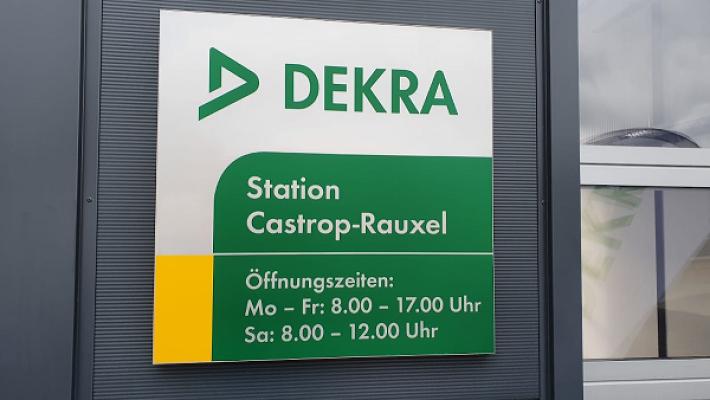 DEKRA
Station
Castrop-Rauxel
Öffnungszeiten:
Mo – Fr: 8.00 – 17.00 Uhr
Sa: 8.00 – 12.00 Uhr